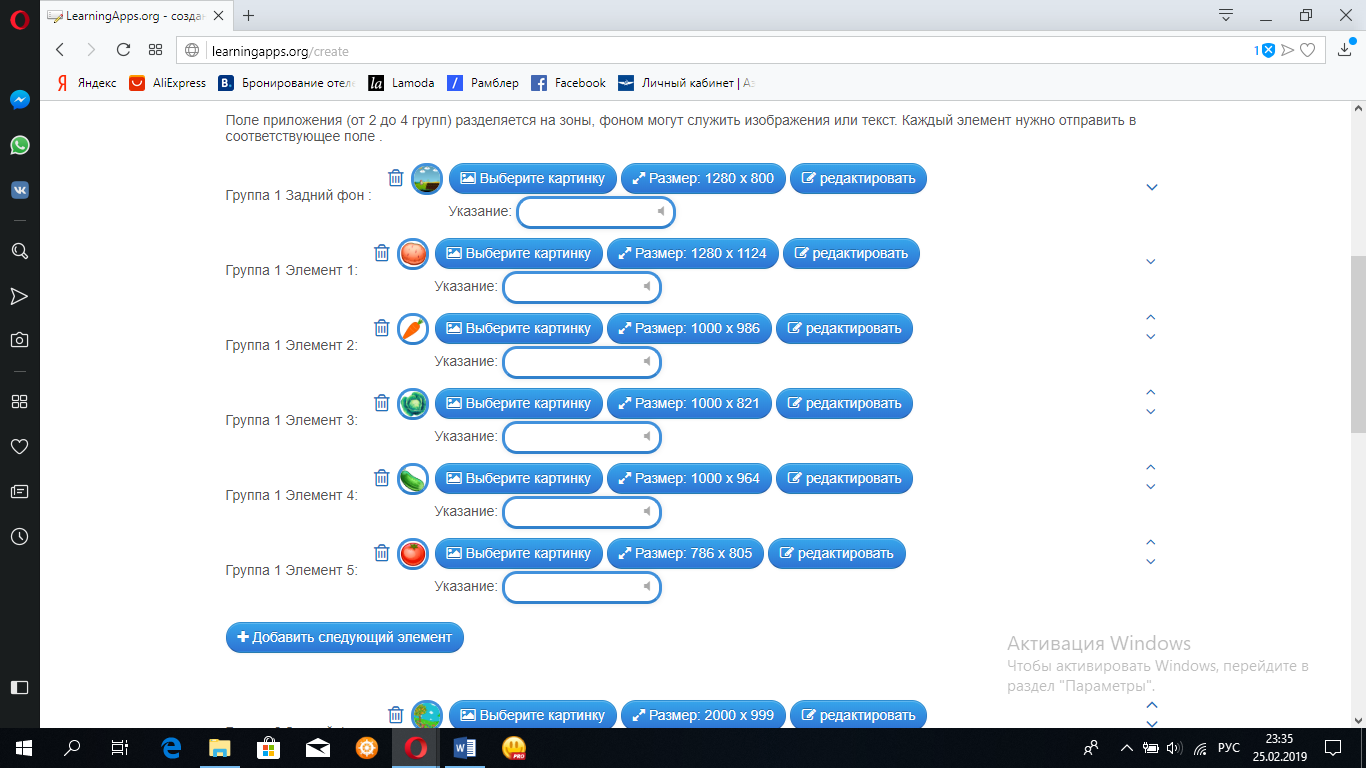 LearningApps.org - создан
learningapps.org/create
1
Яндекс
AliExpress
B.
Бронирование отеле
la
Lamoda
Рамблер
Facebook
Личный кабинет | Аэ
Поле приложения (от 2 до 4 групп) разделяется на зоны, фоном могут служить изображения или текст. Каждый элемент нужно отправить в
соответствующее поле .
Группа 1 Задний фон :
Выберите картинку
Размер: 1280 x 800
редактировать
Указание:
Группа 1 Элемент 1:
Выберите картинку
Размер: 1280 x 1124
редактировать
Указание:
Группа 1 Элемент 2:
Выберите картинку
Размер: 1000 x 986
редактировать
Указание:
Группа 1 Элемент 3:
Выберите картинку
Размер: 1000 x 821
редактировать
Указание:
Группа 1 Элемент 4:
Выберите картинку
Размер: 1000 x 964
редактировать
Указание:
Группа 1 Элемент 5:
Выберите картинку
Размер: 786 x 805
редактировать
Указание:
Добавить следующий элемент
Активация Windows
Чтобы активировать Windows, перейдите в
раздел "Параметры".
Выберите картинку
Размер: 2000 x 999
редактировать
PRO
РУС
23:35
25.02.2019